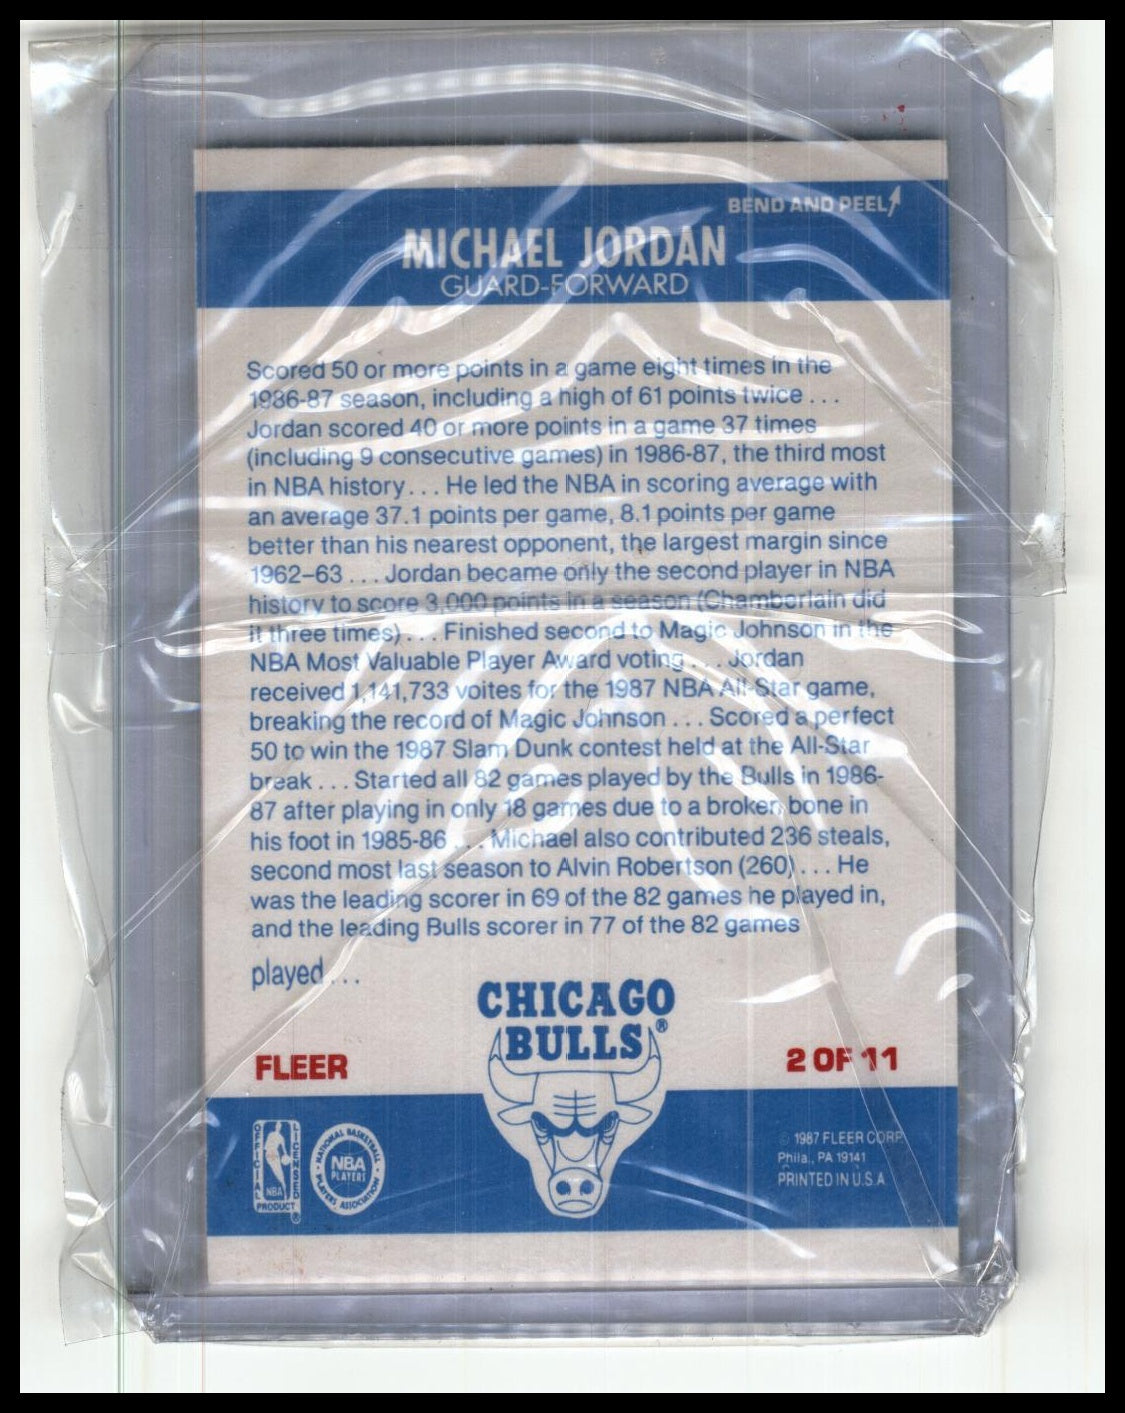 BEND AND PEEL
MICHAEL JORDAN
GUARD-FORWARD
Scored 50 or more points in a game eight times in the
1986-87 season, including a high of 61 points twice . . .
Jordan scored 40 or more points in a game 37 times
(including 9 consecutive games) in 1986-87, the third most
in NBA history. . . He led the NBA in scoring average with
an average 37.1 points per game, 8.1 points per game
better than his nearest opponent, the largest margin since
1962–63 . . . Jordan became only the second player in NBA
history to score 3,000 points in a season (Chamberlain did
it three times) . . . Finished second to Magic Johnson in the
NBA Most Valuable Player Award voting . . . Jordan
received 1,141,733 voites for the 1987 NBA All-Star game,
breaking the record of Magic Johnson . . . Scored a perfect
50 to win the 1987 Slam Dunk contest held at the All-Star
break . . . Started all 82 games played by the Bulls in 1986-
87 after playing in only 18 games due to a broken bone in
his foot in 1985-86 . . . Michael also contributed 236 steals,
second most last season to Alvin Robertson (260) . . . He
was the leading scorer in 69 of the 82 games he played in,
and the leading Bulls scorer in 77 of the 82 games
played . . .
CHICAGO
BULLS®
FLEER
2 OF 11
OFFICIAL LICENSED
NBA
PRODUCT ®
NATIONAL BASKETBALL
NBA
PLAYERS
PLAYERS ASSOCIATION
© 1987 FLEER CORP.
Phila., PA 19141
PRINTED IN U.S.A